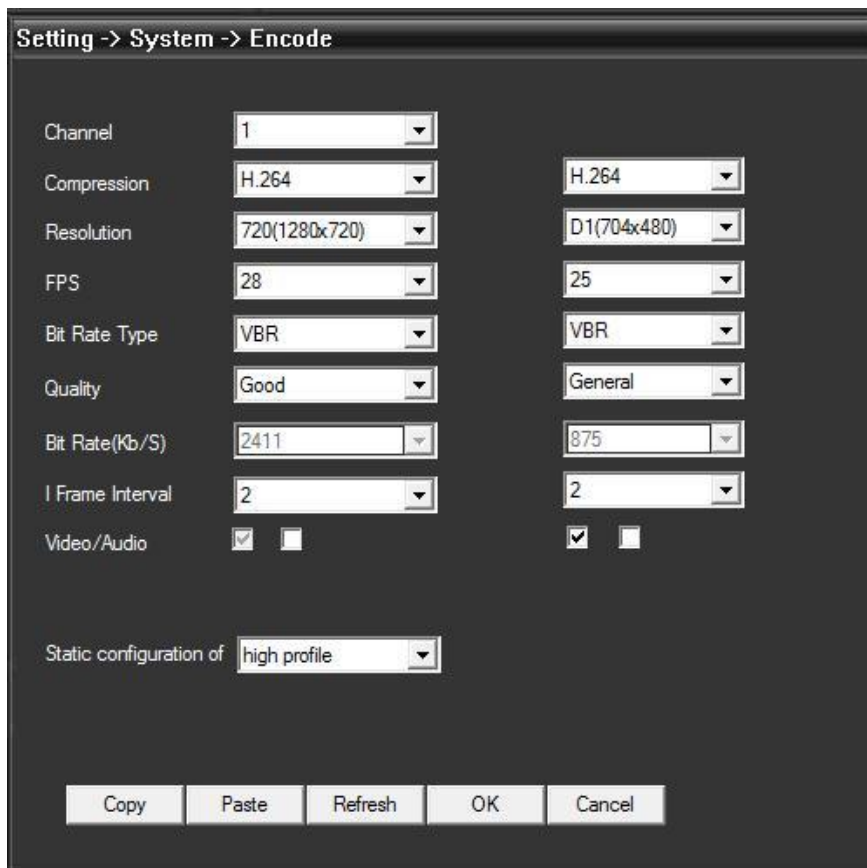 Setting -> System -> Encode
Channel 1
Compression H.264 H.264
Resolution 720(1280x720) D1(704x480)
FPS 28 25
Bit Rate Type VBR VBR
Quality Good General
Bit Rate(Kb/S) 2411 875
I Frame Interval 2 2
Video/Audio
Static configuration of high profile
Copy Paste Refresh OK Cancel